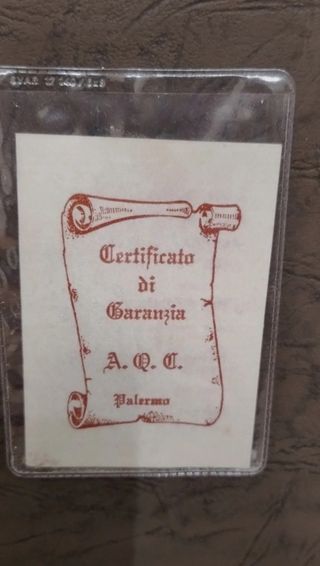 Certificato
di
Garanzia
A. Q. C.
Palermo